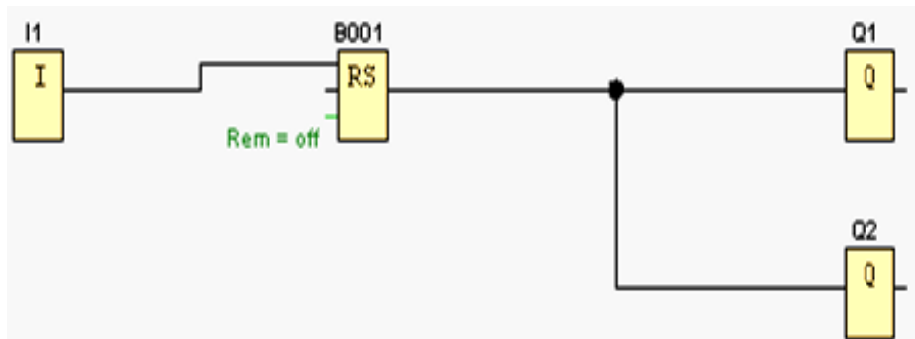 I1 B001 Q1
I RS Q
Rem = off
Q2
Q